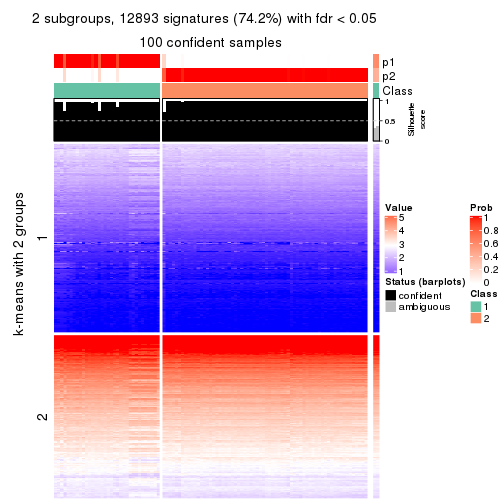 2 subgroups, 12893 signatures (74.2%) with fdr < 0.05
100 confident samples
p1
p2
Class
1
0.5
0
Silhouette
score
k-means with 2 groups
1
2
Value
5
4
3
2
1
Status (barplots)
confident
ambiguous
Prob
1
0.8
0.6
0.4
0.2
0
Class
1
2